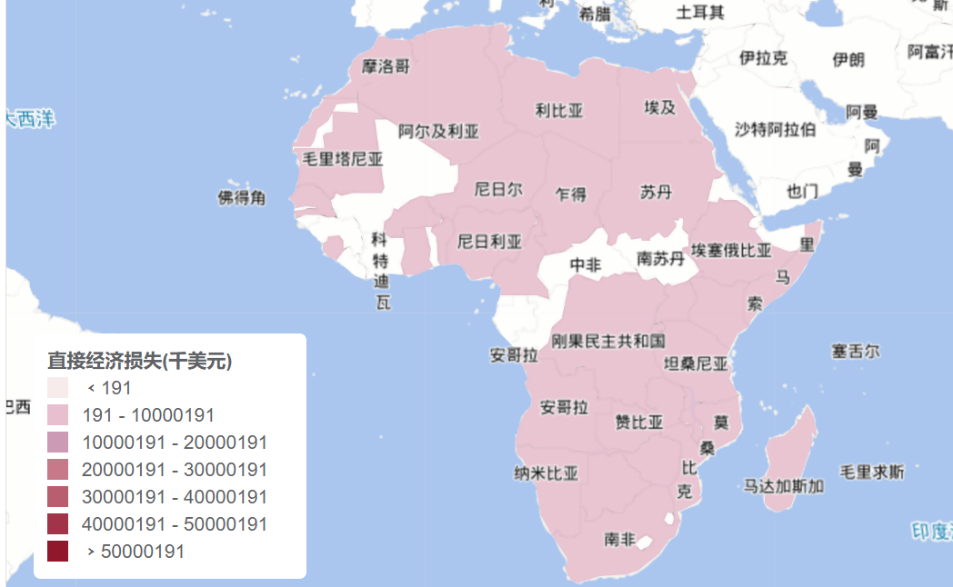 利
希腊
土耳其
斯
摩洛哥
伊拉克
伊朗
阿富汗
利比亚
埃及
阿曼
大西洋
阿尔及利亚
沙特阿拉伯
毛里塔尼亚
阿
曼
佛得角
尼日尔
乍得
苏丹
也门
科
特
迪
瓦
尼日利亚
中非
南苏丹
埃塞俄比亚
里
马
索
刚果民主共和国
安哥拉
坦桑尼亚
塞舌尔
巴西
安哥拉
赞比亚
莫
桑
比
克
纳米比亚
马达加斯加
毛里求斯
南非
印度
直接经济损失(千美元)
< 191
191 - 10000191
10000191 - 20000191
20000191 - 30000191
30000191 - 40000191
40000191 - 50000191
> 50000191